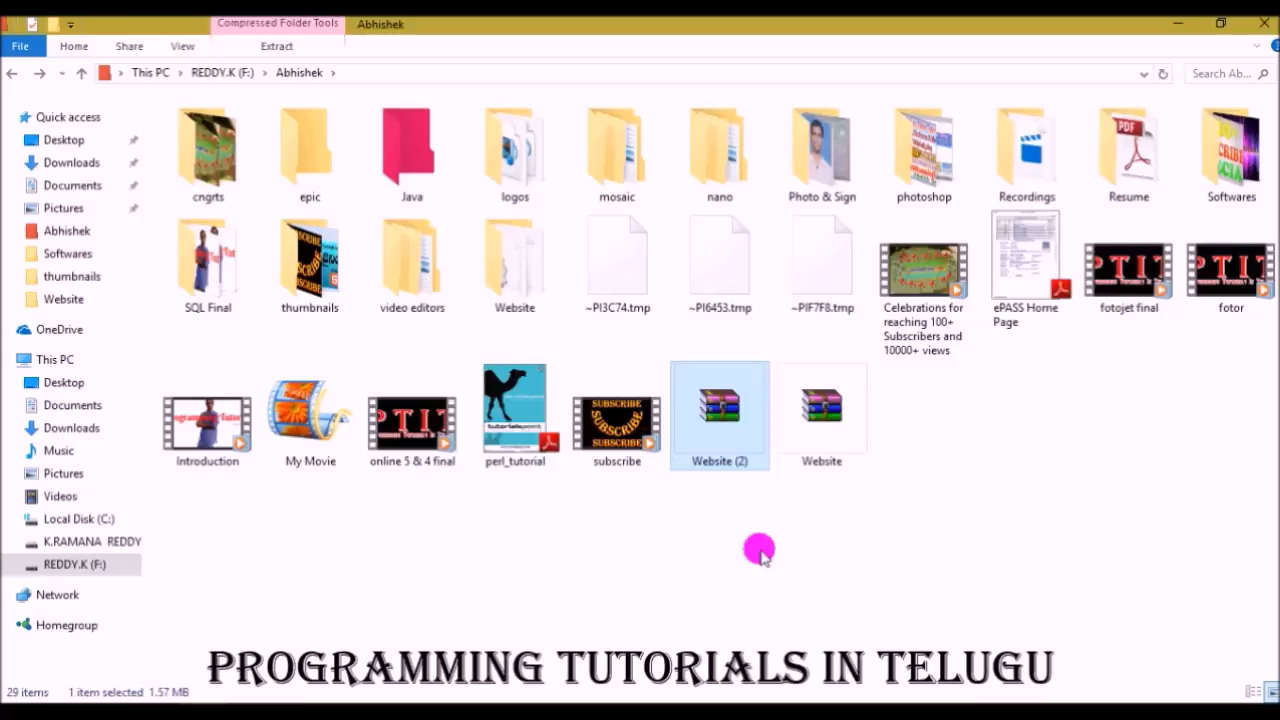 Compressed Folder Tools
Abhishek
File
Home
Share
View
Extract
This PC
REDDY.K (F:)
Abhishek
Search Ab...
Quick access
Desktop
Downloads
Documents
Pictures
Abhishek
Softwares
thumbnails
Website
OneDrive
This PC
Desktop
Documents
Downloads
Music
Pictures
Videos
Local Disk (C:)
K.RAMANA REDDY
REDDY.K (F:)
Network
Homegroup
cngrts
epic
Java
logos
mosaic
nano
Photo & Sign
photoshop
Recordings
PDF
Resume
Softwares
SQL Final
thumbnails
video editors
Website
~PI3C74.tmp
~PI6453.tmp
~PIF7F8.tmp
Celebrations for
reaching 100+
Subscribers and
10000+ views
ePASS Home
Page
fotojet final
fotor
Introduction
My Movie
online 5 & 4 final
tutorialspoint
perl_tutorial
SUBSCRIBE
SUBSCRIBE
subscribe
Website (2)
Website
PROGRAMMING TUTORIALS IN TELUGU
29 items
1 item selected 1.57 MB